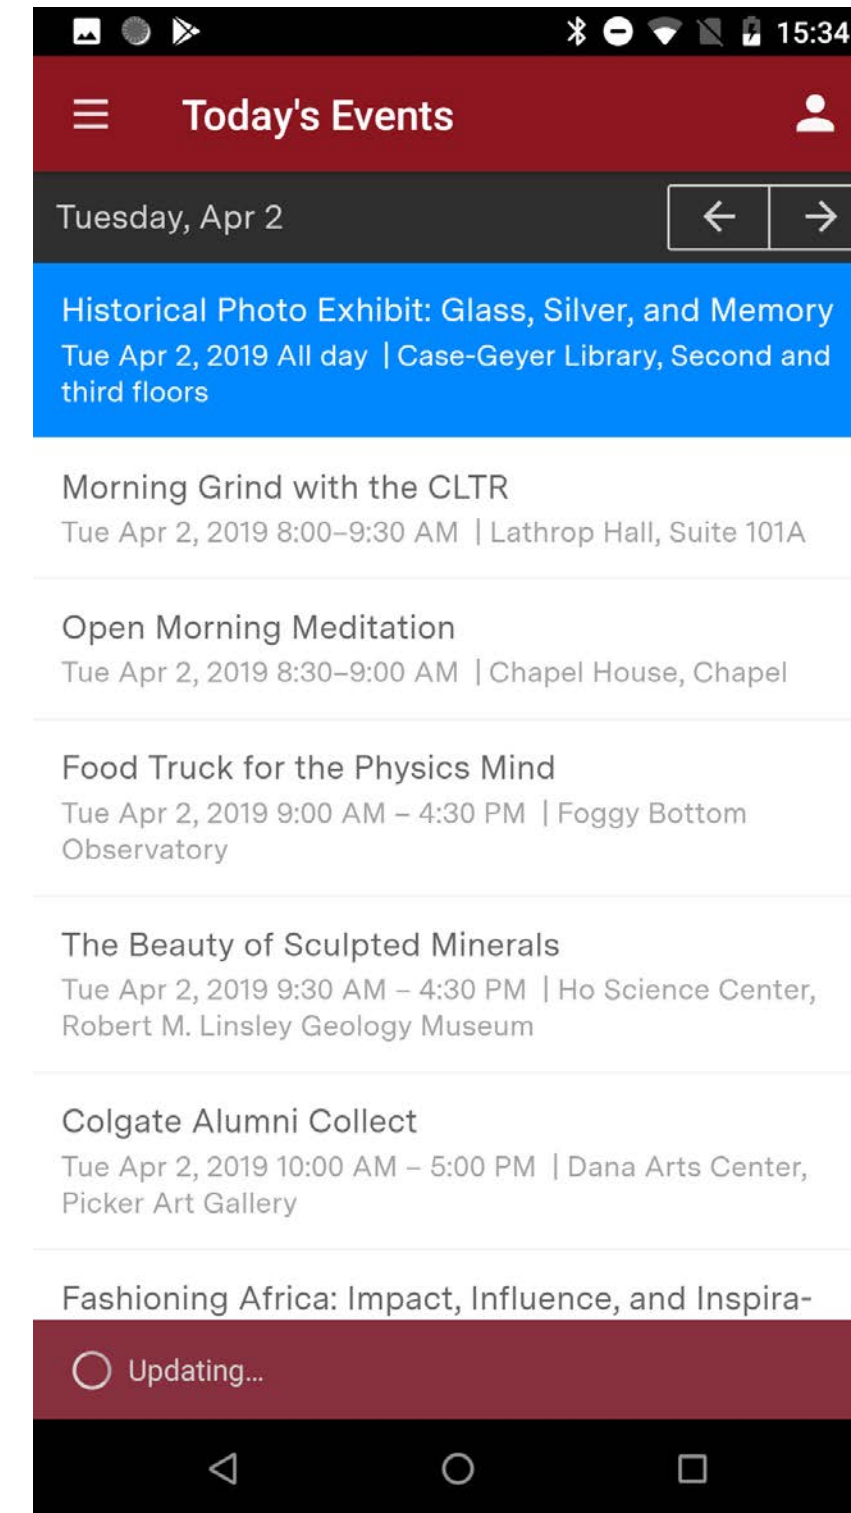 15:34
Today's Events
Tuesday, Apr 2
Historical Photo Exhibit: Glass, Silver, and Memory
Tue Apr 2, 2019 All day | Case-Geyer Library, Second and
third floors
Morning Grind with the CLTR
Tue Apr 2, 2019 8:00–9:30 AM | Lathrop Hall, Suite 101A
Open Morning Meditation
Tue Apr 2, 2019 8:30–9:00 AM | Chapel House, Chapel
Food Truck for the Physics Mind
Tue Apr 2, 2019 9:00 AM – 4:30 PM | Foggy Bottom
Observatory
The Beauty of Sculpted Minerals
Tue Apr 2, 2019 9:30 AM – 4:30 PM | Ho Science Center,
Robert M. Linsley Geology Museum
Colgate Alumni Collect
Tue Apr 2, 2019 10:00 AM – 5:00 PM | Dana Arts Center,
Picker Art Gallery
Fashioning Africa: Impact, Influence, and Inspira-
Updating...